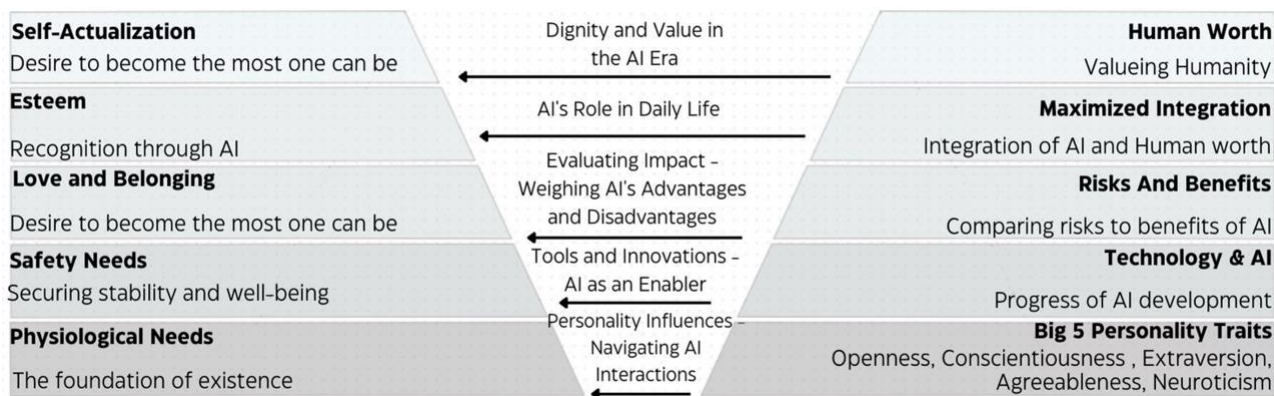 Self-Actualization
Desire to become the most one can be
Esteem
Recognition through AI
Love and Belonging
Desire to become the most one can be
Safety Needs
Securing stability and well-being
Physiological Needs
The foundation of existence
Dignity and Value in
the AI Era
AI's Role in Daily Life
Evaluating Impact -
Weighing AI's Advantages
and Disadvantages
Tools and Innovations -
AI as an Enabler
Personality Influences -
Navigating AI
Interactions
Human Worth
Valueing Humanity
Maximized Integration
Integration of AI and Human worth
Risks And Benefits
Comparing risks to benefits of AI
Technology & AI
Progress of AI development
Big 5 Personality Traits
Openness, Conscientiousness , Extraversion,
Agreeableness, Neuroticism